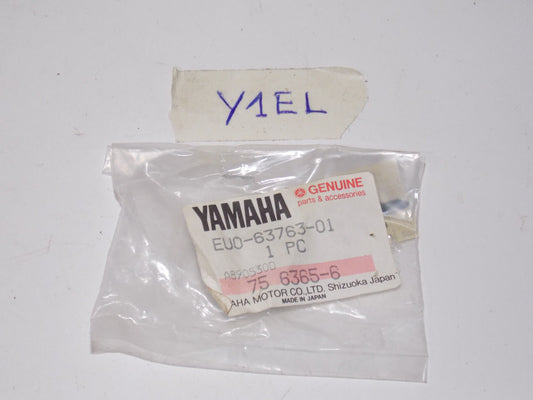 Y1EL
GENUINE
parts & accessories
YAMAHA
EU0-63763-01
1 PC
75 6365-6
AHA MOTOR CO.,LTD. Shizuoka Japan
MADE IN JAPAN